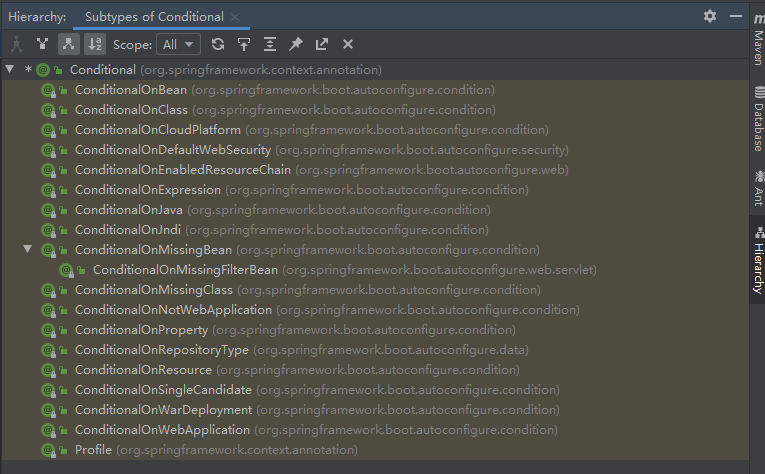 Hierarchy: Subtypes of Conditional ×
Scope: All
* Conditional (org.springframework.context.annotation)
ConditionalOnBean (org.springframework.boot.autoconfigure.condition)
ConditionalOnClass (org.springframework.boot.autoconfigure.condition)
ConditionalOnCloudPlatform (org.springframework.boot.autoconfigure.condition)
ConditionalOnDefaultWebSecurity (org.springframework.boot.autoconfigure.security)
ConditionalOnEnabledResourceChain (org.springframework.boot.autoconfigure.web)
ConditionalOnExpression (org.springframework.boot.autoconfigure.condition)
ConditionalOnJava (org.springframework.boot.autoconfigure.condition)
ConditionalOnJndi (org.springframework.boot.autoconfigure.condition)
ConditionalOnMissingBean (org.springframework.boot.autoconfigure.condition)
ConditionalOnMissingFilterBean (org.springframework.boot.autoconfigure.web.servlet)
ConditionalOnMissingClass (org.springframework.boot.autoconfigure.condition)
ConditionalOnNotWebApplication (org.springframework.boot.autoconfigure.condition)
ConditionalOnProperty (org.springframework.boot.autoconfigure.condition)
ConditionalOnRepositoryType (org.springframework.boot.autoconfigure.data)
ConditionalOnResource (org.springframework.boot.autoconfigure.condition)
ConditionalOnSingleCandidate (org.springframework.boot.autoconfigure.condition)
ConditionalOnWarDeployment (org.springframework.boot.autoconfigure.condition)
ConditionalOnWebApplication (org.springframework.boot.autoconfigure.condition)
Profile (org.springframework.context.annotation)
Maven
Database
Ant
Hierarchy